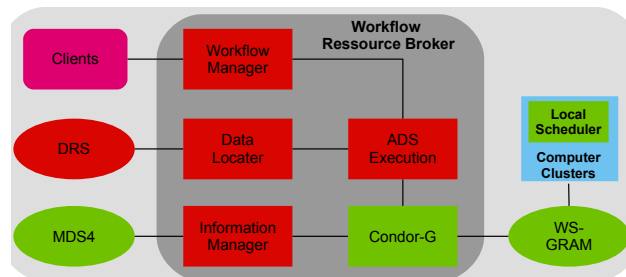 Workflow
Ressource Broker
Clients
Workflow
Manager
DRS
Data
Locater
ADS
Execution
Local
Scheduler
Computer
Clusters
MDS4
Information
Manager
Condor-G
WS-
GRAM